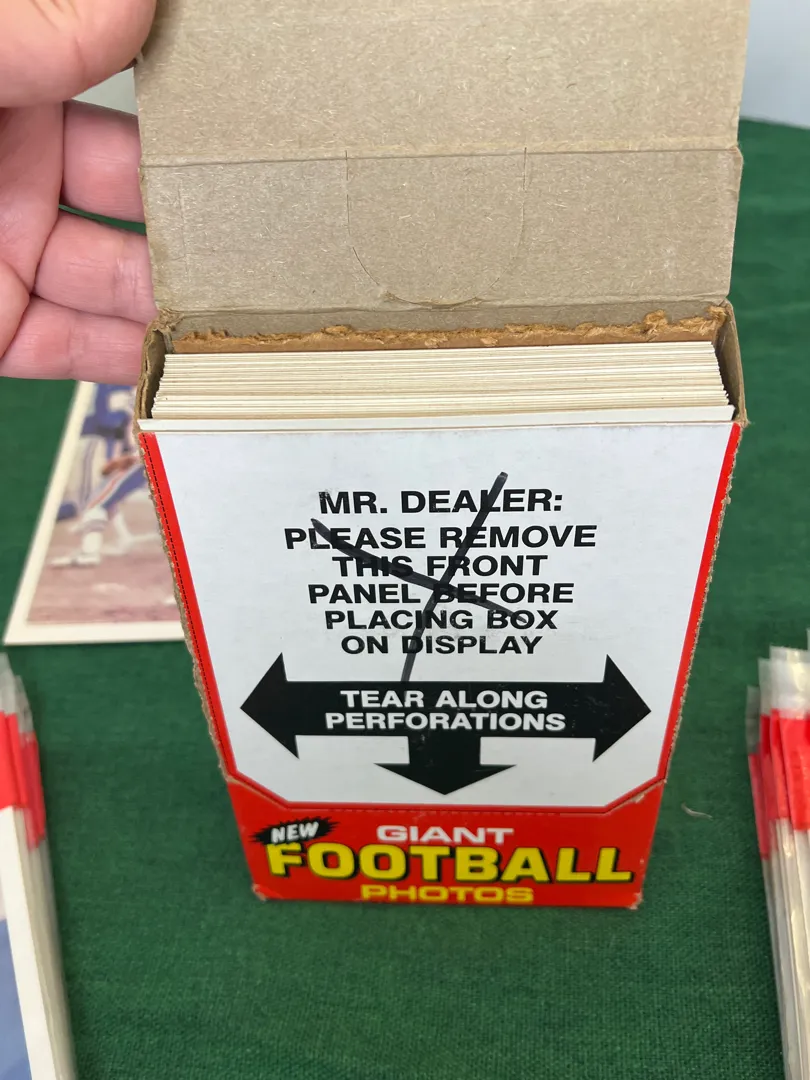 MR. DEALER:
PLEASE REMOVE
THIS FRONT
PANEL BEFORE
PLACING BOX
ON DISPLAY
TEAR ALONG
PERFORATIONS
NEW
GIANT
FOOTBALL
PHOTOS